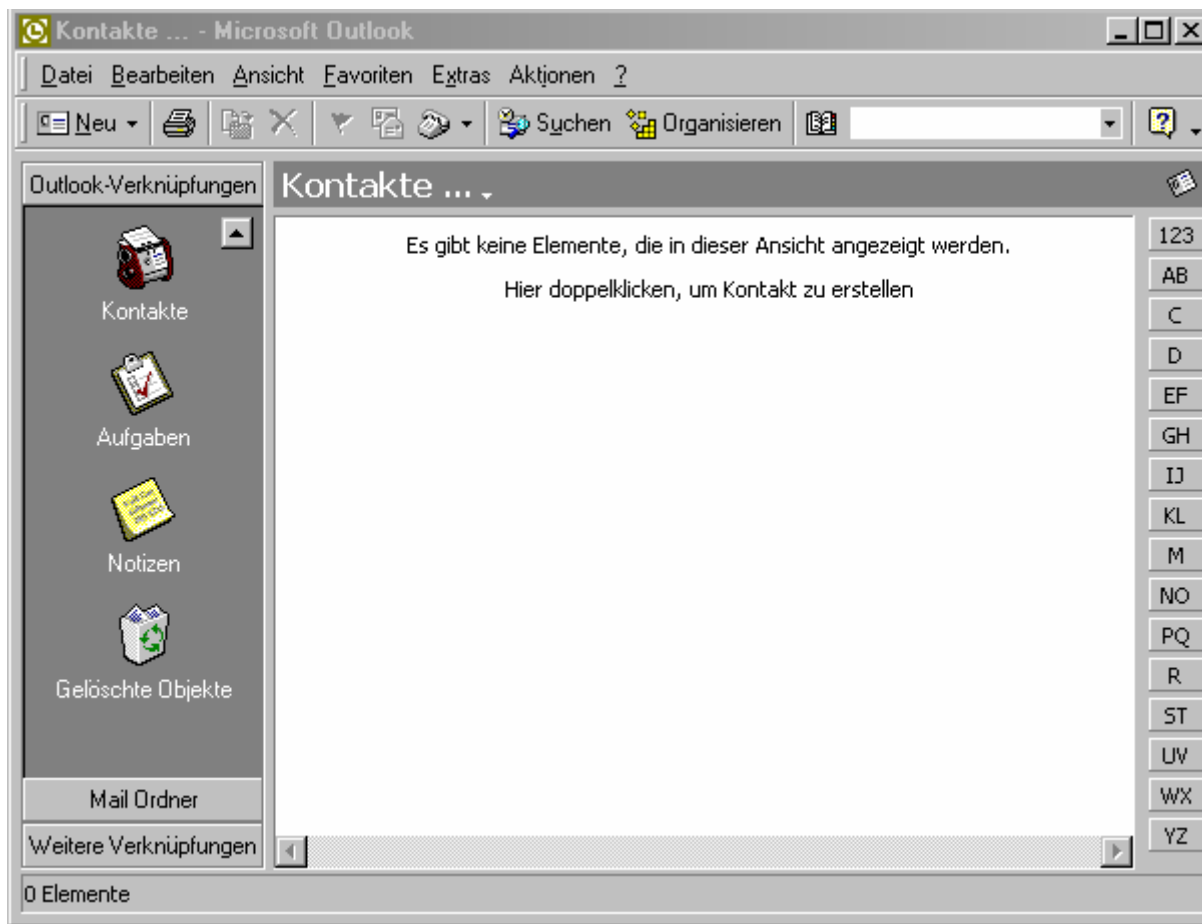 Kontakte ... - Microsoft Outlook
Datei Bearbeiten Ansicht Favoriten Extras Aktionen ?
Neu Suchen Organisieren
Outlook-Verknüpfungen
Kontakte ...
Kontakte
Aufgaben
Notizen
Gelöschte Objekte
Mail Ordner
Weitere Verknüpfungen
Es gibt keine Elemente, die in dieser Ansicht angezeigt werden.
Hier doppelklicken, um Kontakt zu erstellen
123
AB
C
D
EF
GH
IJ
KL
M
NO
PQ
R
ST
UV
WX
YZ
0 Elemente